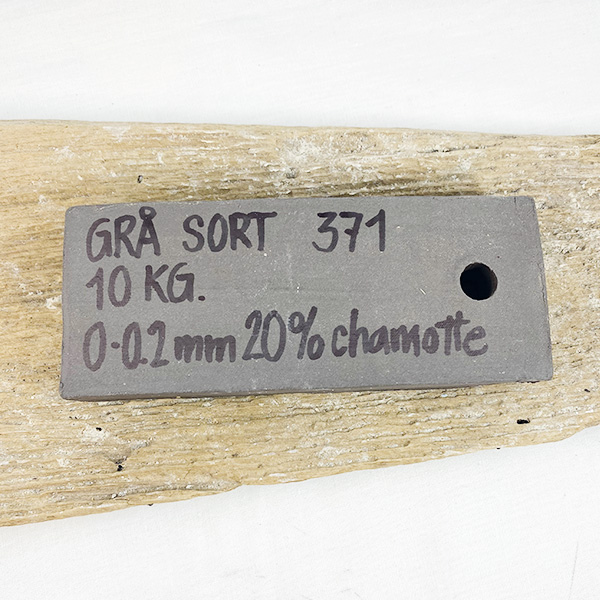 GRÅ SORT 371
10 KG.
0-0.2 mm 20% chamotte